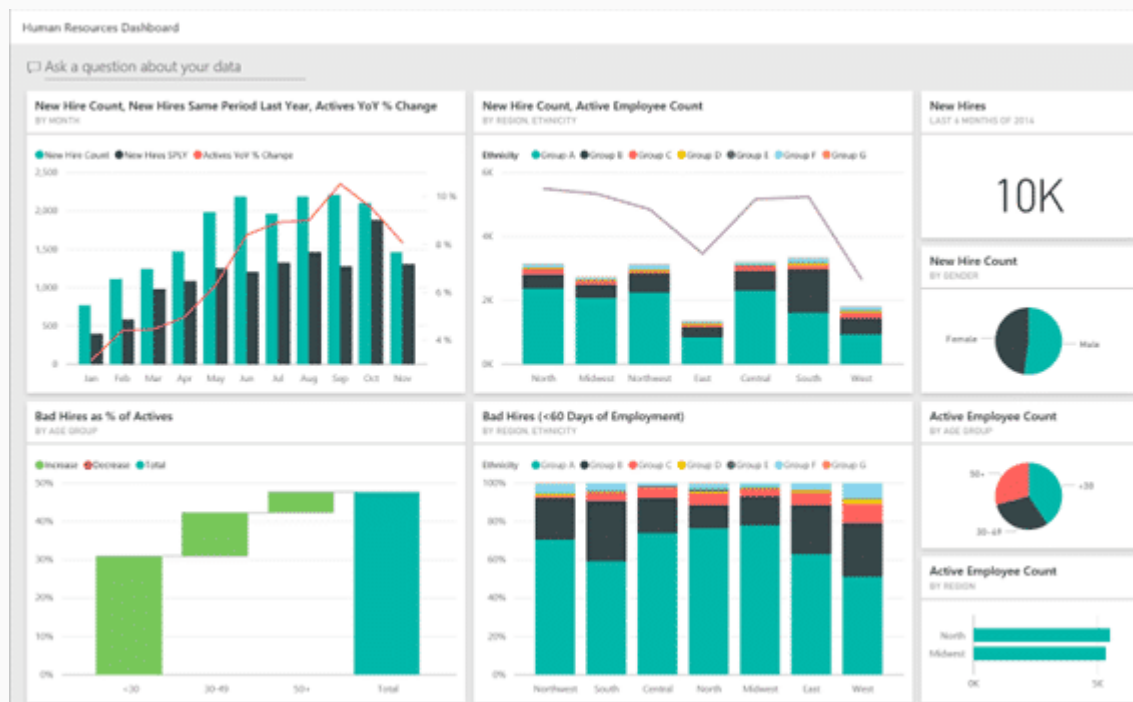 Human Resources Dashboard
Ask a question about your data
New Hire Count, New Hires Same Period Last Year, Actives YoY % Change
BY MONTH
New Hire Count New Hires SPLY Actives YoY % Change
2,500
2,000
1,500
1,000
500
0
10 %
8 %
6 %
4 %
Jan Feb Mar Apr May Jun Jul Aug Sep Oct Nov
New Hire Count, Active Employee Count
BY REGION, ETHNICITY
Ethnicity Group A Group B Group C Group D Group E Group F Group G
6K
4K
2K
0K
North Midwest Northwest East Central South West
New Hires
LAST 6 MONTHS OF 2014
10K
New Hire Count
BY GENDER
Female
Male
Bad Hires as % of Actives
BY AGE GROUP
Increase Decrease Total
50%
40%
30%
20%
10%
0%
<30 30-49 50+ Total
Bad Hires (<60 Days of Employment)
BY REGION, ETHNICITY
Ethnicity Group A Group B Group C Group D Group E Group F Group G
100%
80%
60%
40%
20%
0%
Northwest South Central North Midwest East West
Active Employee Count
BY AGE GROUP
50+
<30
30-49
Active Employee Count
BY REGION
North
Midwest
0K 5K